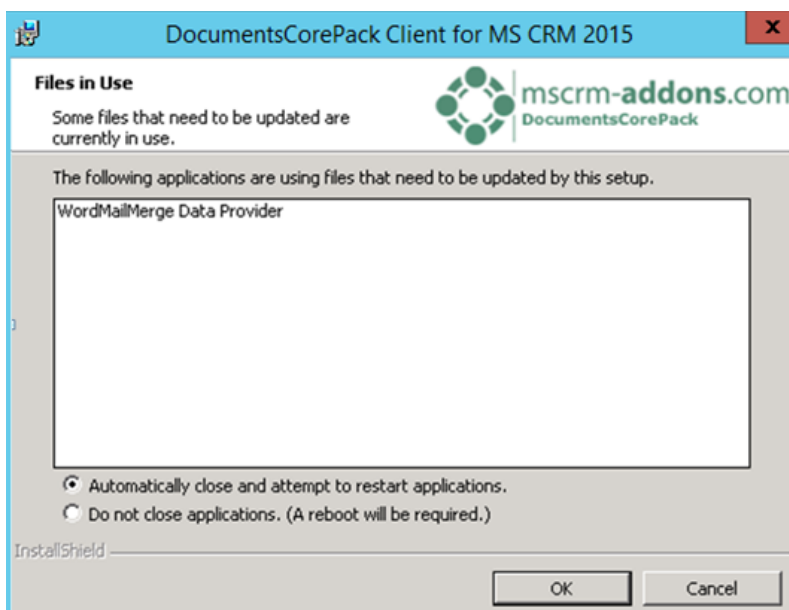 DocumentsCorePack Client for MS CRM 2015
x
Files in Use
Some files that need to be updated are
currently in use.
mscrm-addons.com
DocumentsCorePack
The following applications are using files that need to be updated by this setup.
WordMailMerge Data Provider
Automatically close and attempt to restart applications.
Do not close applications. (A reboot will be required.)
InstallShield
OK
Cancel